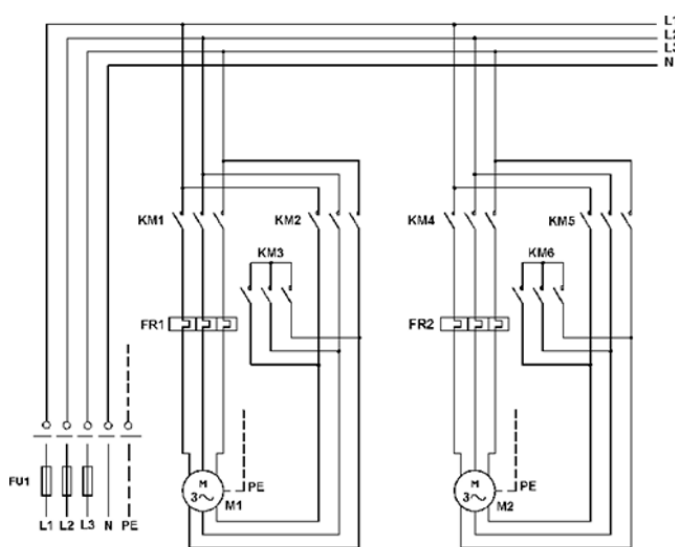 L1
L2
L3
N
KM1 KM2 KM4 KM5
KM3 KM6
FR1 FR2
FU1
M
3~
PE
M1
M
3~
PE
M2
L1 L2 L3 N PE